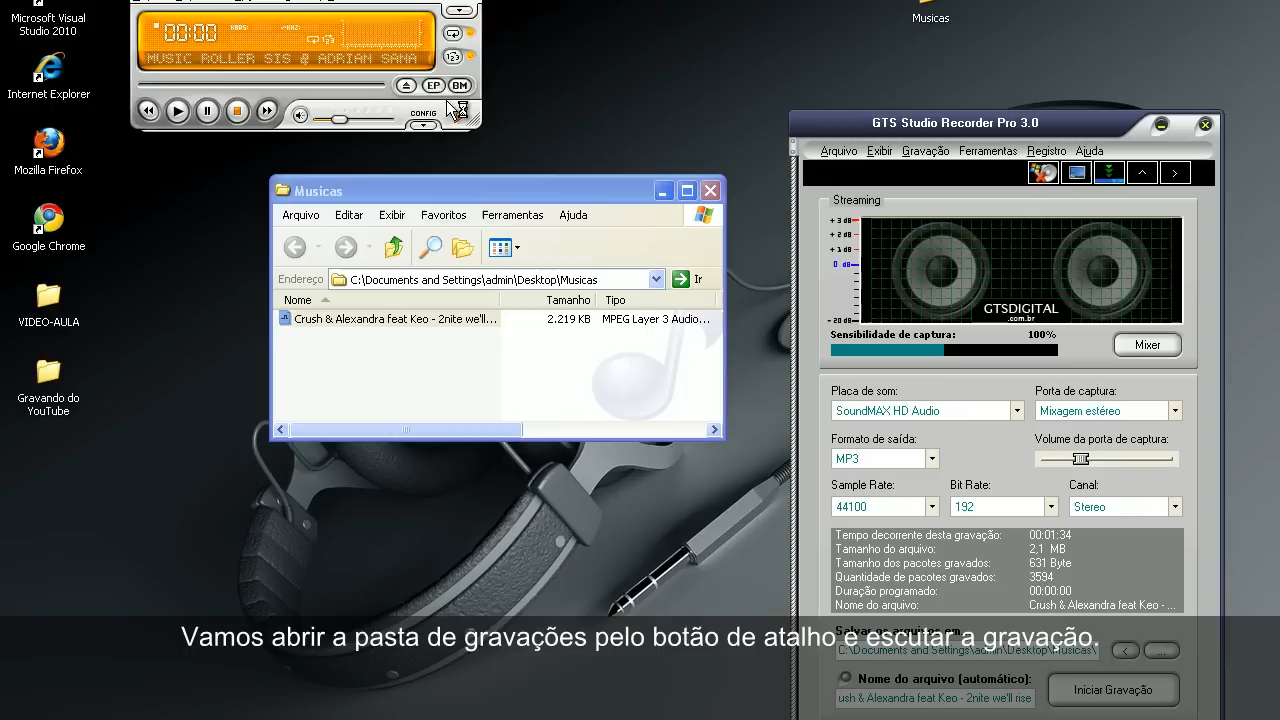 Microsoft Visual
Studio 2010
Internet Explorer
Mozilla Firefox
Google Chrome
VIDEO-AULA
Gravando do
YouTube
Musicas
00:00
KBPS:
KHZ:
MUSIC ROLLER SIS @ ADRIAN SANA
EP
BM
CONFIG
Musicas
Arquivo Editar Exibir Favoritos Ferramentas Ajuda
Endereço C:\Documents and Settings\admin\Desktop\Musicas Ir
Nome Tamanho Tipo
Crush & Alexandra feat Keo - 2nite we'll... 2.219 KB MPEG Layer 3 Audio...
GTS Studio Recorder Pro 3.0
Arquivo Exibir Gravação Ferramentas Registro Ajuda
Streaming
+ 3 dB
+ 2 dB
+ 1 dB
0 dB
- 20 dB
GTSDIGITAL
.com.br
Sensibilidade de captura: 100%
Mixer
Placa de som: Porta de captura:
SoundMAX HD Audio Mixagem estéreo
Formato de saída: Volume da porta de captura:
MP3
Sample Rate: Bit Rate: Canal:
44100 192 Stereo
Tempo decorrente desta gravação: 00:01:34
Tamanho do arquivo: 2,1 MB
Tamanho dos pacotes gravados: 631 Byte
Quantidade de pacotes gravados: 3594
Duração programado: 00:00:00
Nome do arquivo: Crush & Alexandra feat Keo - ...
Salvar os arquivos em
C:\Documents and Settings\admin\Desktop\Musicas\ < ...
Nome do arquivo (automático):
ush & Alexandra feat Keo - 2nite we'll rise
Iniciar Gravação
Vamos abrir a pasta de gravações pelo botão de atalho e escutar a gravação.